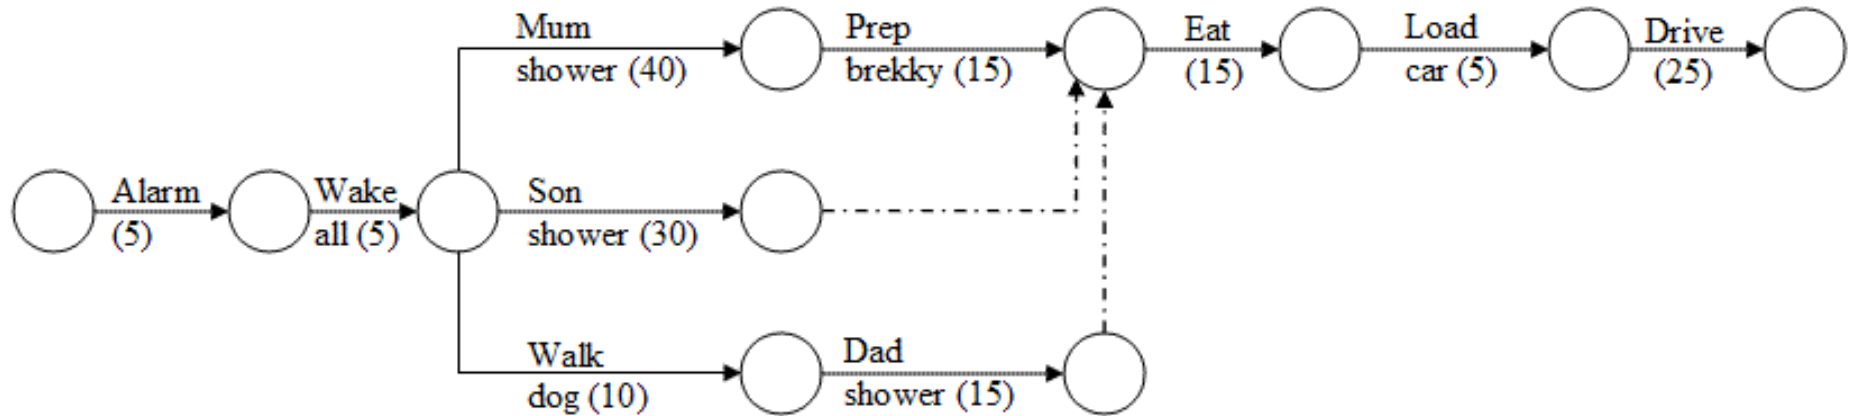 Mum
shower (40)
Prep
brekky (15)
Eat
(15)
Load
car (5)
Drive
(25)
Alarm
(5)
Wake
all (5)
Son
shower (30)
Walk
dog (10)
Dad
shower (15)